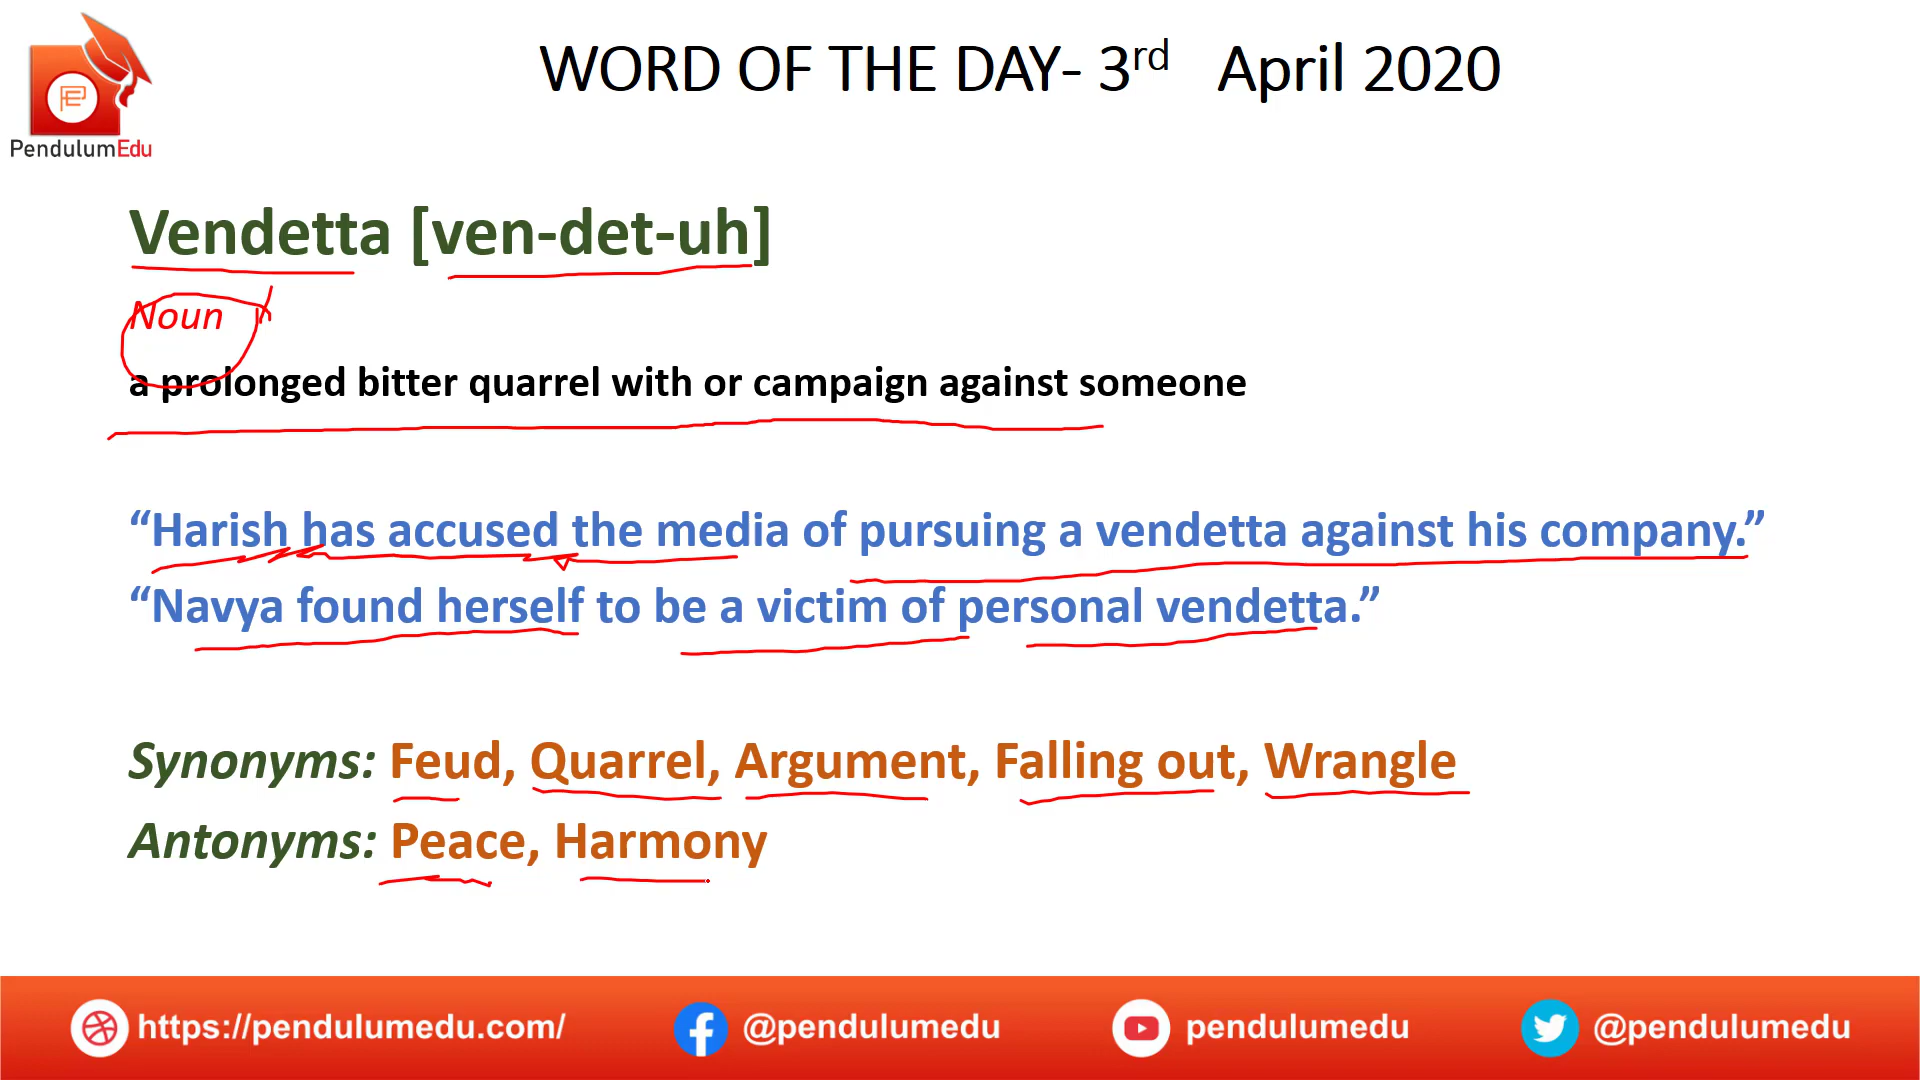 WORD OF THE DAY- 3rd April 2020
PendulumEdu
Vendetta [ven-det-uh]
Noun
a prolonged bitter quarrel with or campaign against someone
“Harish has accused the media of pursuing a vendetta against his company.”
“Navya found herself to be a victim of personal vendetta.”
Synonyms: Feud, Quarrel, Argument, Falling out, Wrangle
Antonyms: Peace, Harmony
https://pendulumedu.com/ @pendulumedu pendulumedu @pendulumedu